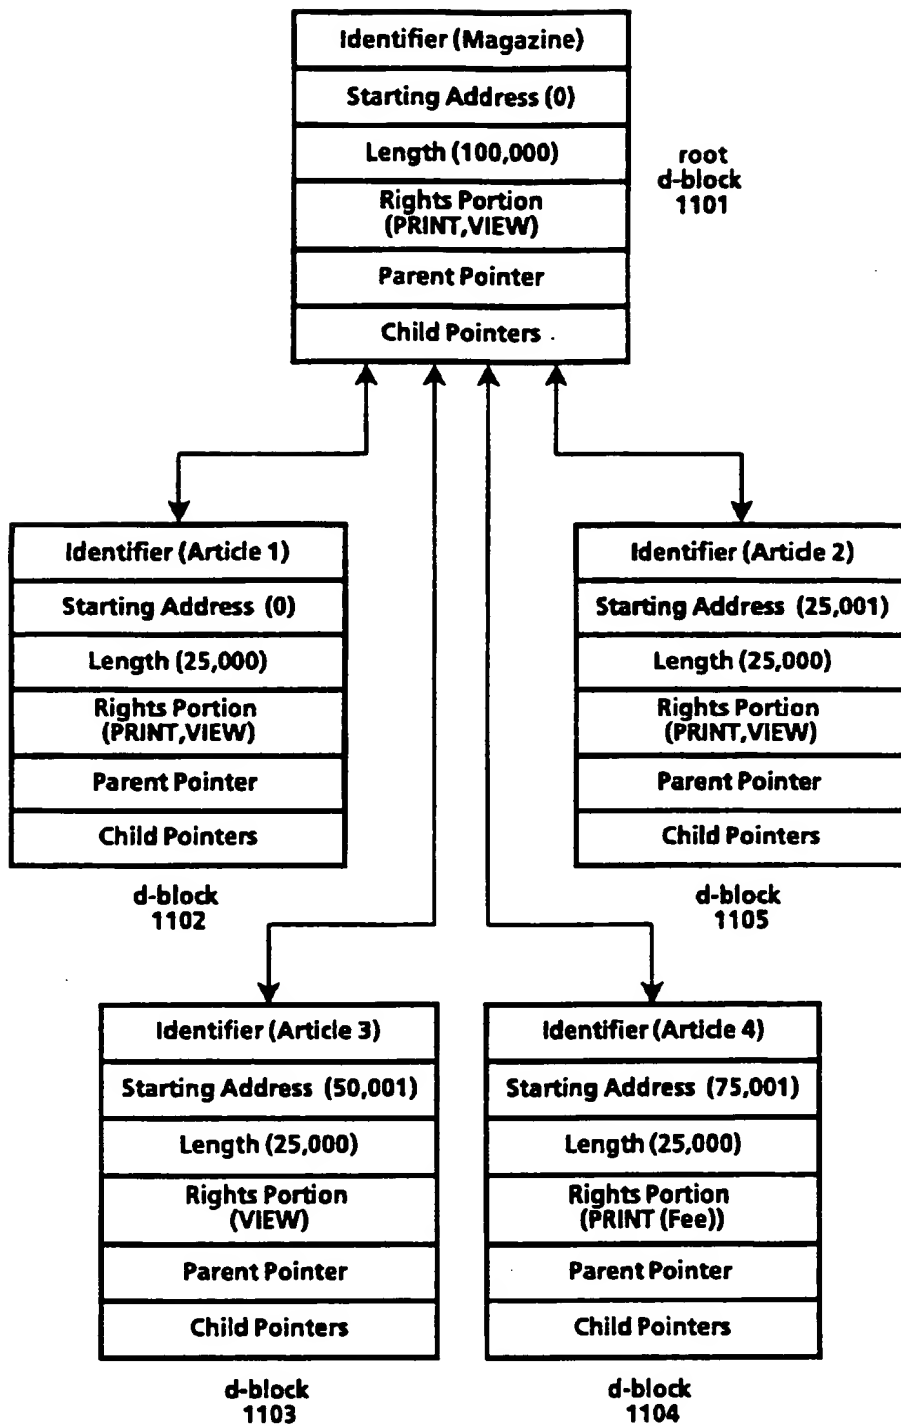 Identifier (Magazine)
Starting Address (0)
Length (100,000)
Rights Portion
(PRINT,VIEW)
Parent Pointer
Child Pointers
root
d-block
1101
Identifier (Article 1)
Starting Address (0)
Length (25,000)
Rights Portion
(PRINT,VIEW)
Parent Pointer
Child Pointers
d-block
1102
Identifier (Article 2)
Starting Address (25,001)
Length (25,000)
Rights Portion
(PRINT,VIEW)
Parent Pointer
Child Pointers
d-block
1105
Identifier (Article 3)
Starting Address (50,001)
Length (25,000)
Rights Portion
(VIEW)
Parent Pointer
Child Pointers
d-block
1103
Identifier (Article 4)
Starting Address (75,001)
Length (25,000)
Rights Portion
(PRINT (Fee))
Parent Pointer
Child Pointers
d-block
1104